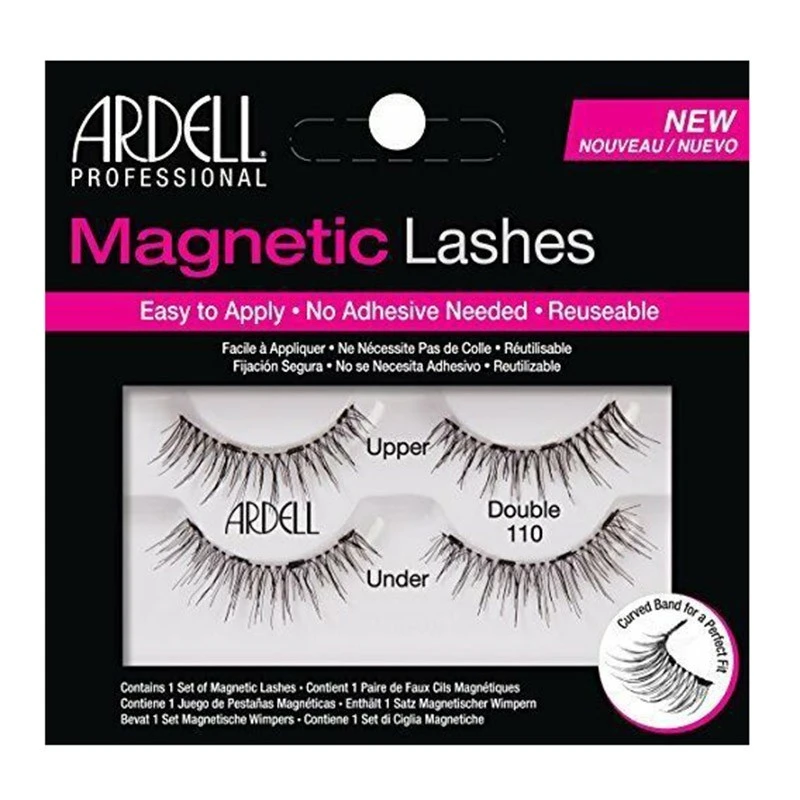 ARDELL
PROFESSIONAL
NEW
NOUVEAU / NUEVO
Magnetic Lashes
Easy to Apply • No Adhesive Needed • Reuseable
Facile à Appliquer • Ne Nécessite Pas de Colle • Réutilisable
Fijación Segura • No se Necesita Adhesivo • Reutilizable
Upper
ARDELL
Double
110
Under
Curved Band for a Perfect Fit
Contains 1 Set of Magnetic Lashes • Contient 1 Paire de Faux Cils Magnétiques
Contiene 1 Juego de Pestañas Magnéticas • Enthält 1 Satz Magnetischer Wimpern
Bevat 1 Set Magnetische Wimpers • Contiene 1 Set di Ciglia Magnetiche